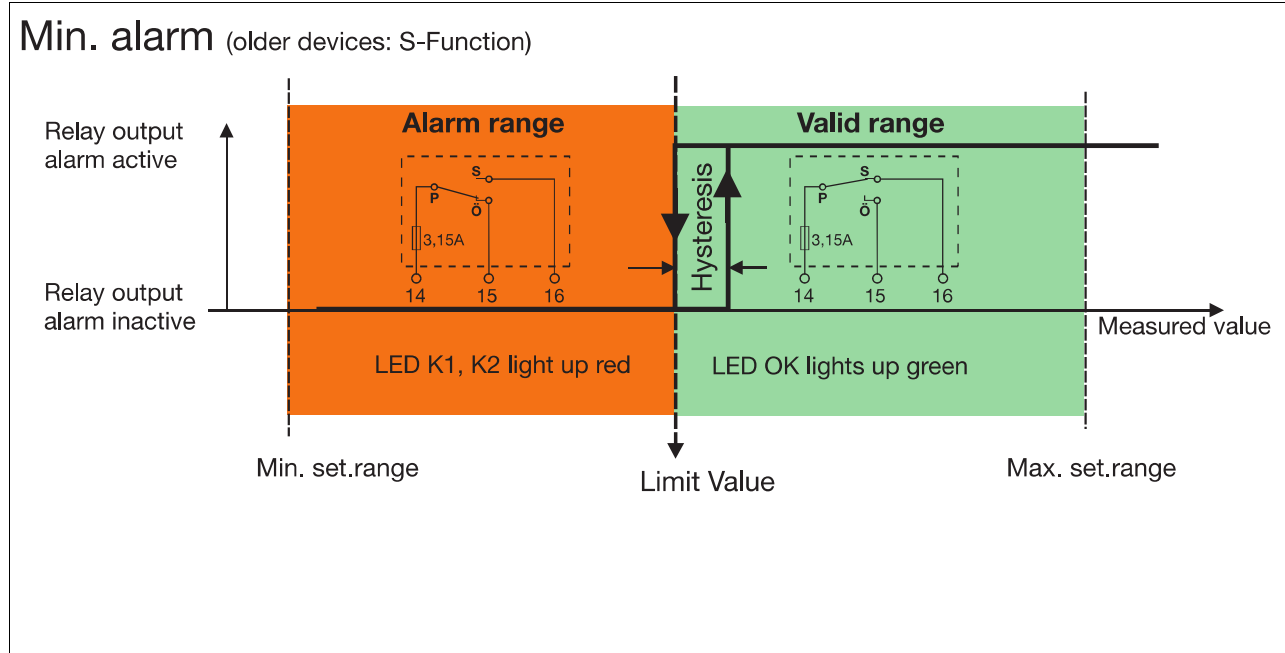 Min. alarm (older devices: S-Function)
Relay output
alarm active
Alarm range
Valid range
S
P
Ö
3,15A
14 15 16
Hysteresis
S
P
Ö
3,15A
14 15 16
Relay output
alarm inactive
Measured value
LED K1, K2 light up red
LED OK lights up green
Min. set.range
Limit Value
Max. set.range